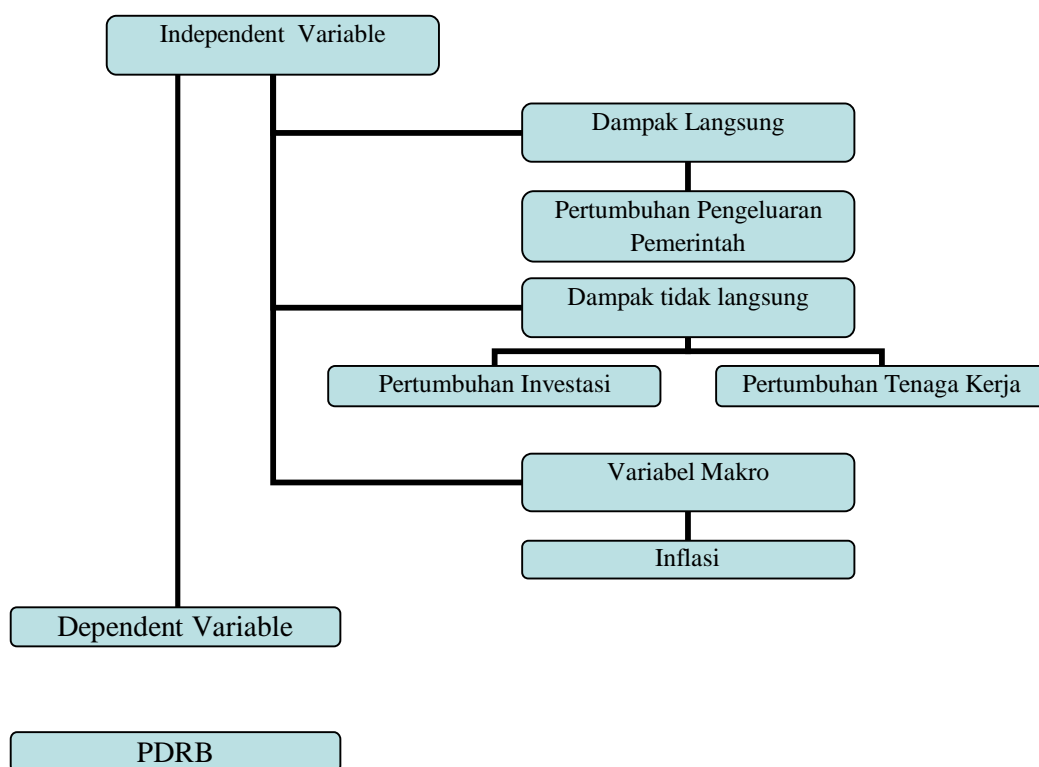 Independent Variable
Dampak Langsung
Pertumbuhan Pengeluaran
Pemerintah
Dampak tidak langsung
Pertumbuhan Investasi
Pertumbuhan Tenaga Kerja
Variabel Makro
Inflasi
Dependent Variable
PDRB